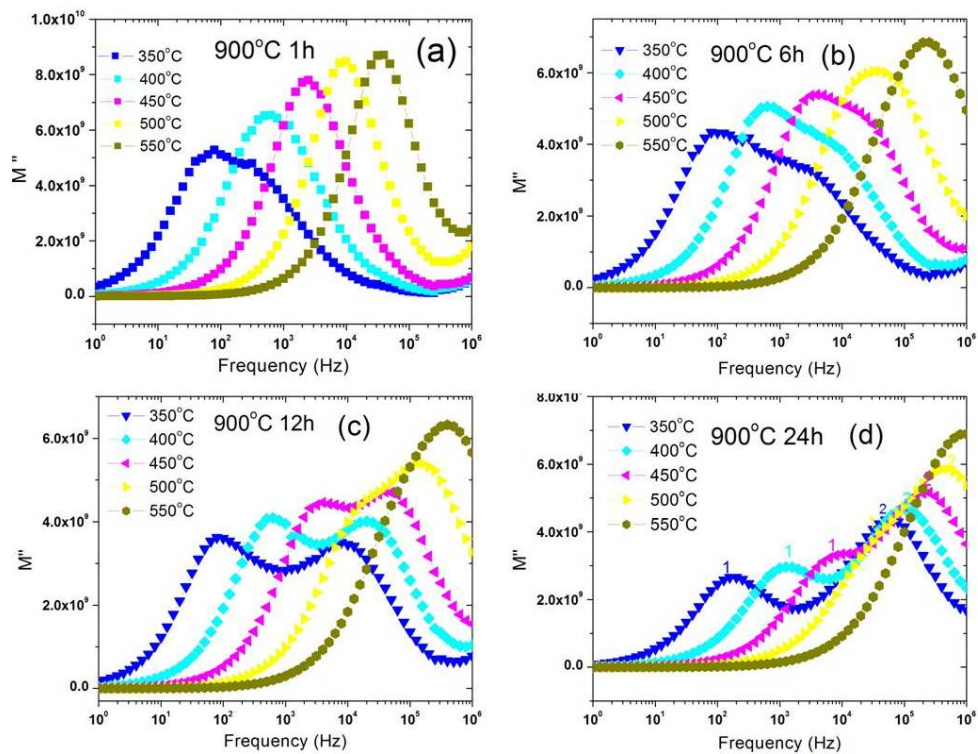 1.0x10¹⁰
8.0x10⁹
6.0x10⁹
4.0x10⁹
2.0x10⁹
0.0
M"
900°C 1h (a)
350°C
400°C
450°C
500°C
550°C
10⁰ 10¹ 10² 10³ 10⁴ 10⁵ 10⁶
Frequency (Hz)
6.0x10⁹
4.0x10⁹
2.0x10⁹
0.0
M"
900°C 6h (b)
350°C
400°C
450°C
500°C
550°C
10⁰ 10¹ 10² 10³ 10⁴ 10⁵ 10⁶
Frequency (Hz)
6.0x10⁹
4.0x10⁹
2.0x10⁹
0.0
M"
900°C 12h (c)
350°C
400°C
450°C
500°C
550°C
10⁰ 10¹ 10² 10³ 10⁴ 10⁵ 10⁶
Frequency (Hz)
8.0x10⁹
6.0x10⁹
4.0x10⁹
2.0x10⁹
0.0
M"
900°C 24h (d)
350°C
400°C
450°C
500°C
550°C
1 1 1 2 2
10⁰ 10¹ 10² 10³ 10⁴ 10⁵ 10⁶
Frequency (Hz)